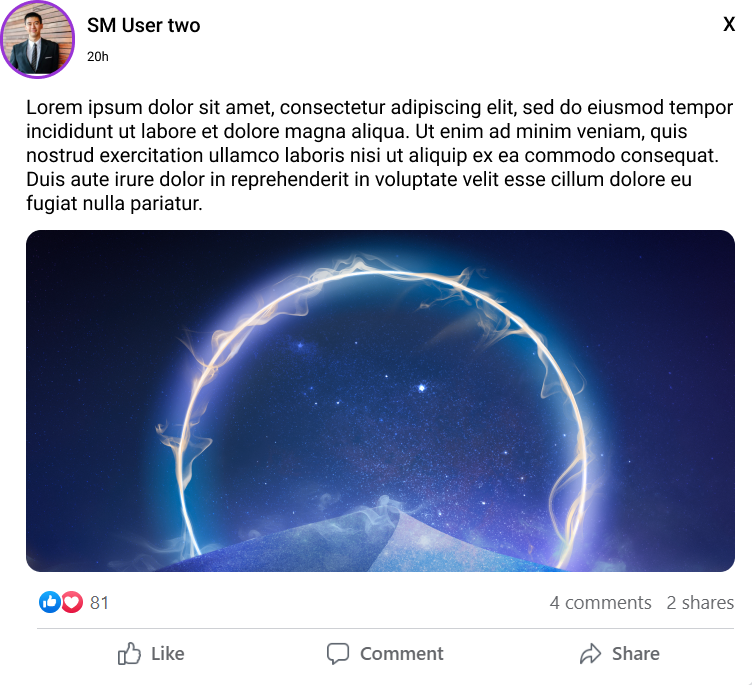 SM User two
X
20h
Lorem ipsum dolor sit amet, consectetur adipiscing elit, sed do eiusmod tempor
incididunt ut labore et dolore magna aliqua. Ut enim ad minim veniam, quis
nostrud exercitation ullamco laboris nisi ut aliquip ex ea commodo consequat.
Duis aute irure dolor in reprehenderit in voluptate velit esse cillum dolore eu
fugiat nulla pariatur.
81
4 comments 2 shares
Like Comment Share